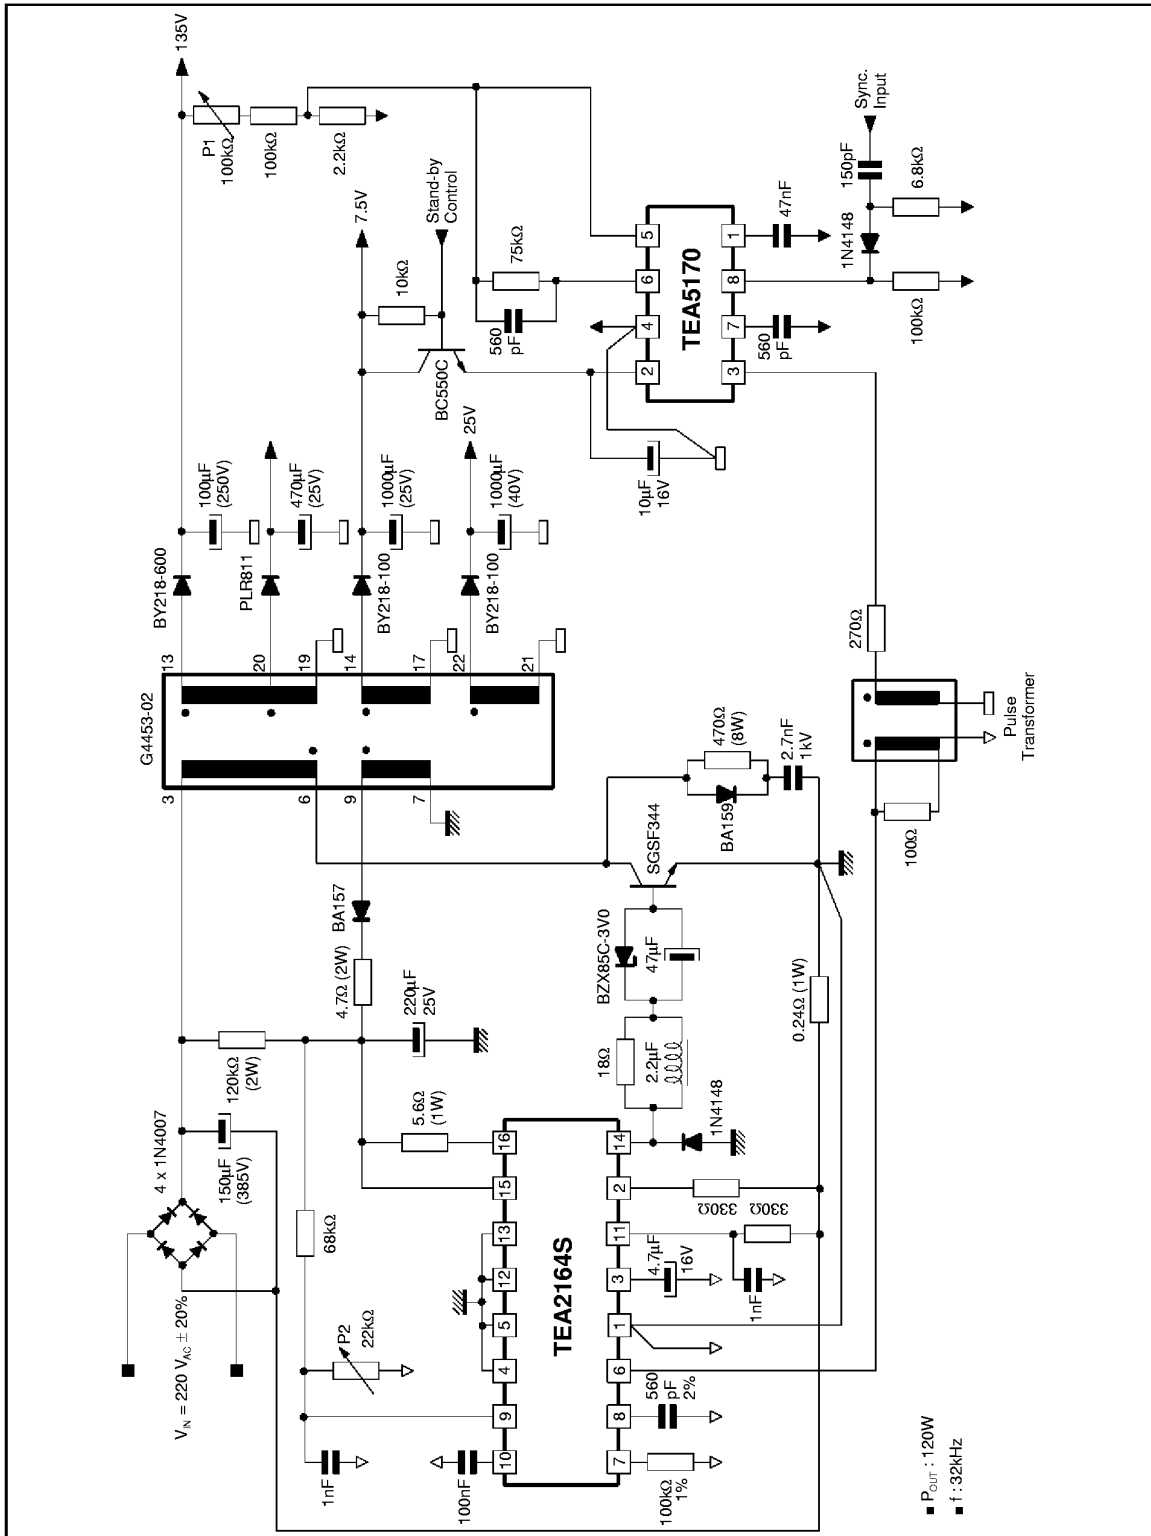 135V
P1
100kΩ
100kΩ
2.2kΩ
7.5V
Stand-by
Control
10kΩ
BC550C
75kΩ
560
pF
5
6
4
2
TEA5170
1
8
7
3
47nF
560
pF
150pF
Sync.
Input
1N4148
6.8kΩ
100kΩ
10µF
16V
25V
BY218-600
100µF
(250V)
PLR811
470µF
(25V)
BY218-100
1000µF
(25V)
BY218-100
1000µF
(40V)
G4453-02
13
20
19
14
17
22
21
3
6
9
7
270Ω
Pulse
Transformer
100Ω
470Ω
(8W)
2.7nF
1kV
BA159
SGSF344
BZX85C-3V0
47µF
18Ω
2.2µF
1N4148
0.24Ω (1W)
BA157
4.7Ω (2W)
220µF
25V
120kΩ
(2W)
5.6Ω
(1W)
4 x 1N4007
150µF
(385V)
68kΩ
VIN = 220 VAC ± 20%
P2
22kΩ
1nF
100nF
16
15
13
12
5
4
9
10
TEA2164S
14
2
11
3
1
6
8
7
330Ω
330Ω
4.7µF
16V
1nF
560
pF
2%
100kΩ
1%
■ POUT : 120W
■ f : 32kHz